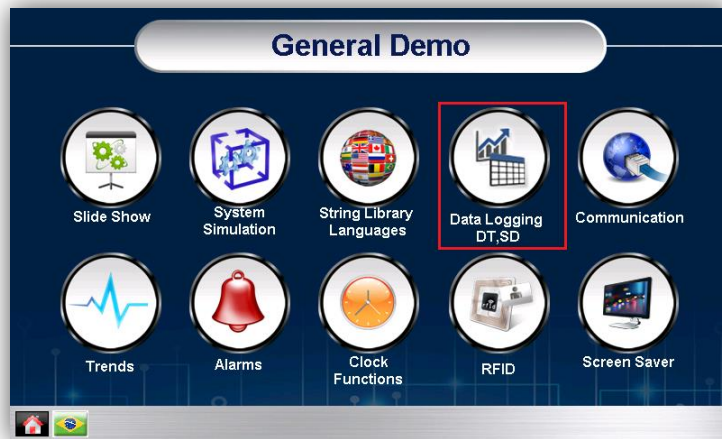 General Demo
Slide Show
System
Simulation
String Library
Languages
Data Logging
DT,SD
Communication
Trends
Alarms
Clock
Functions
RFID
Screen Saver